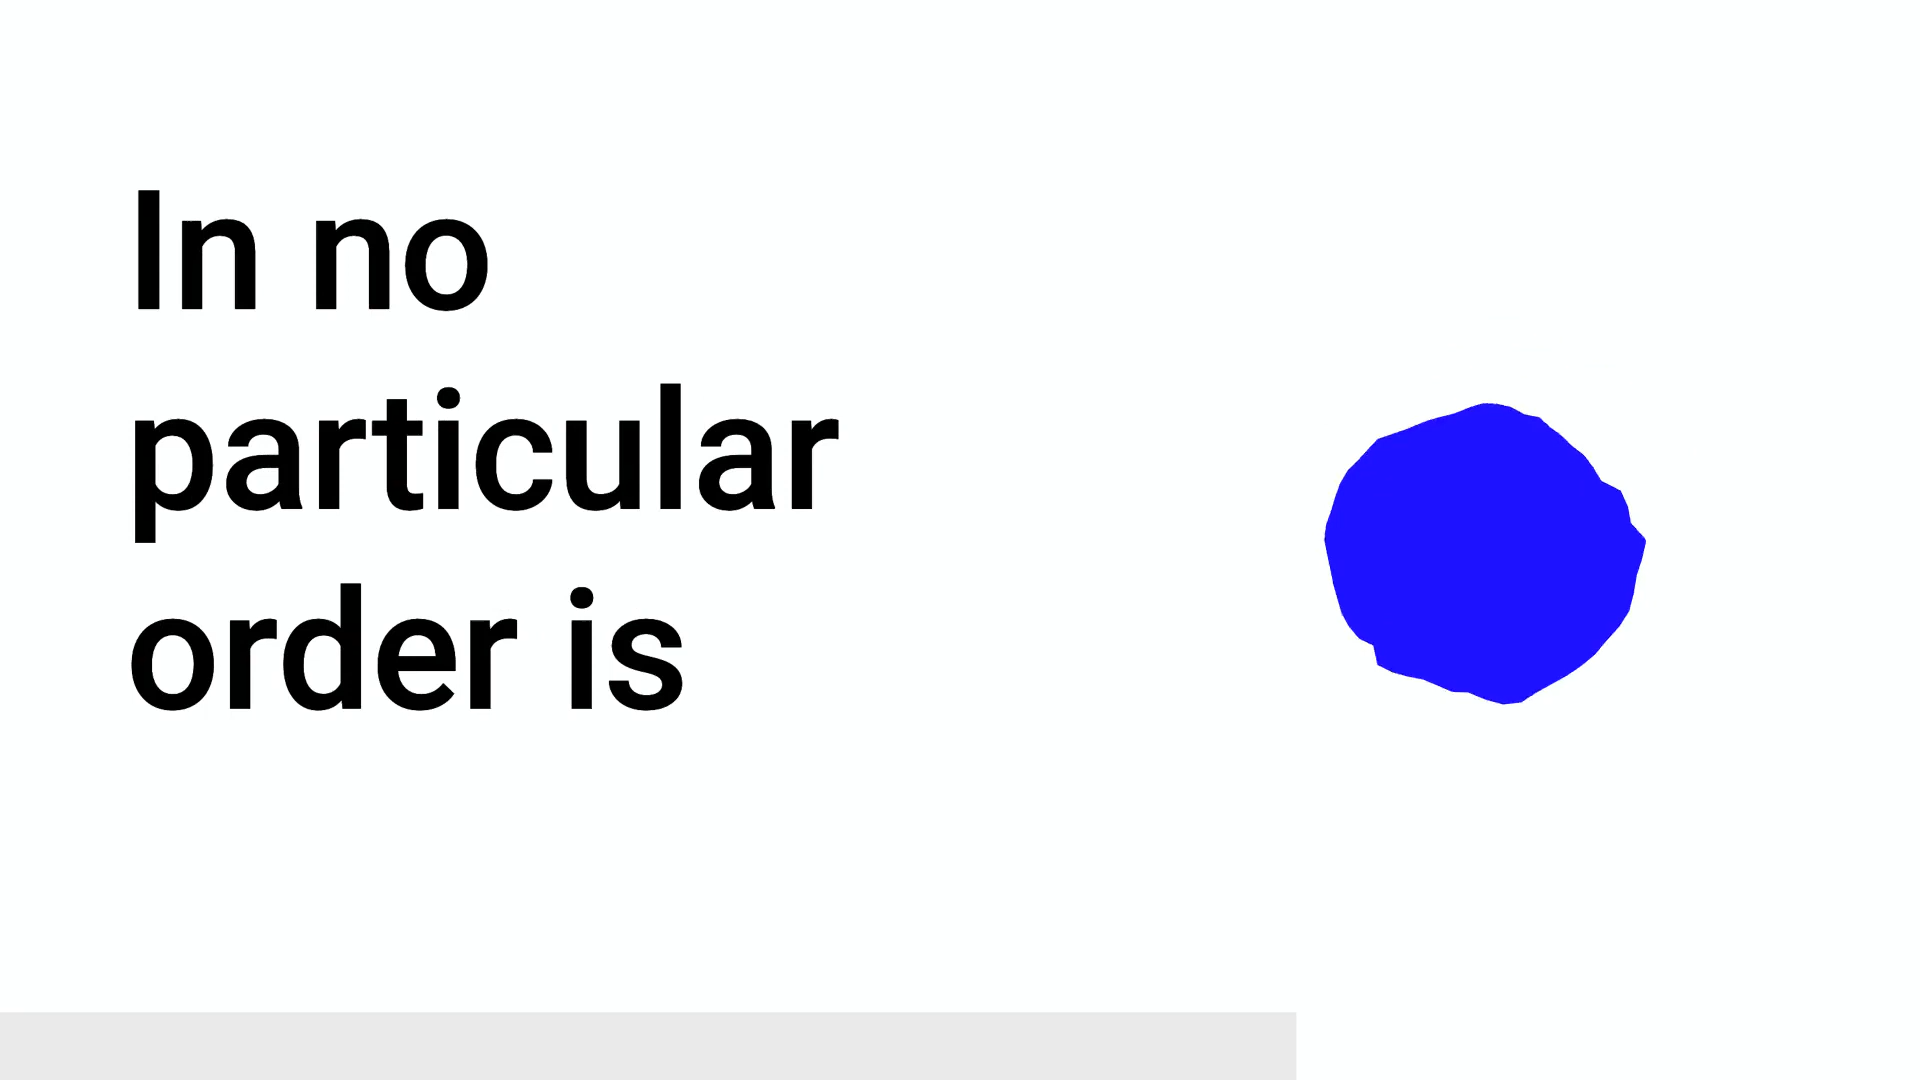 In no
particular
order is